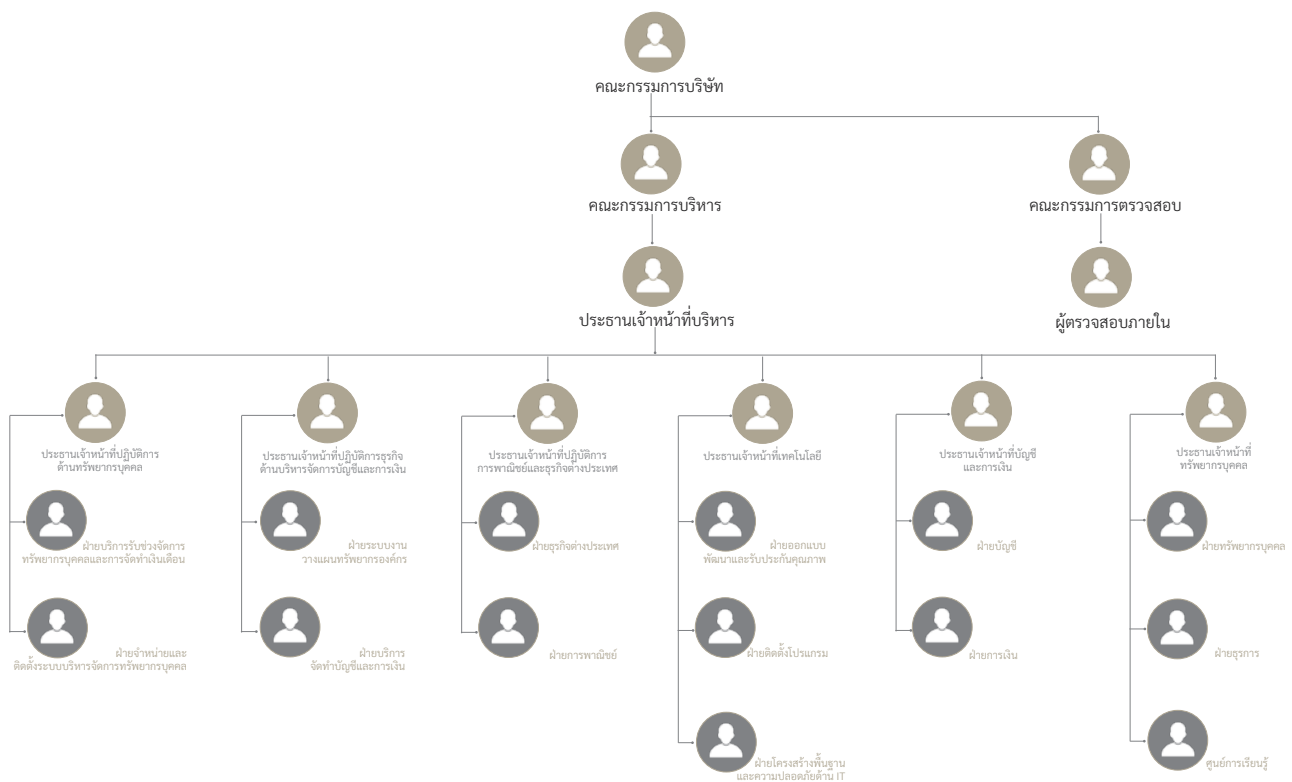 คณะกรรมการบริษัท
คณะกรรมการบริหาร
คณะกรรมการตรวจสอบ
ประธานเจ้าหน้าที่บริหาร
ผู้ตรวจสอบภายใน
ประธานเจ้าหน้าที่ปฏิบัติการ
ด้านทรัพยากรบุคคล
ประธานเจ้าหน้าที่ปฏิบัติการธุรกิจ
ด้านบริหารจัดการบัญชีและการเงิน
ประธานเจ้าหน้าที่ปฏิบัติการ
การพาณิชย์และธุรกิจต่างประเทศ
ประธานเจ้าหน้าที่เทคโนโลยี
ประธานเจ้าหน้าที่บัญชี
และการเงิน
ประธานเจ้าหน้าที่
ทรัพยากรบุคคล
ฝ่ายบริการรับช่วงจัดการ
ทรัพยากรบุคคลและการจัดทำเงินเดือน
ฝ่ายระบบงาน
วางแผนทรัพยากรองค์กร
ฝ่ายธุรกิจต่างประเทศ
ฝ่ายออกแบบ
พัฒนาและรับประกันคุณภาพ
ฝ่ายบัญชี
ฝ่ายทรัพยากรบุคคล
ฝ่ายจำหน่ายและ
ติดตั้งระบบบริหารจัดการทรัพยากรบุคคล
ฝ่ายบริการ
จัดทำบัญชีและการเงิน
ฝ่ายการพาณิชย์
ฝ่ายติดตั้งโปรแกรม
ฝ่ายการเงิน
ฝ่ายธุรการ
ฝ่ายโครงสร้างพื้นฐาน
และความปลอดภัยด้าน IT
ศูนย์การเรียนรู้